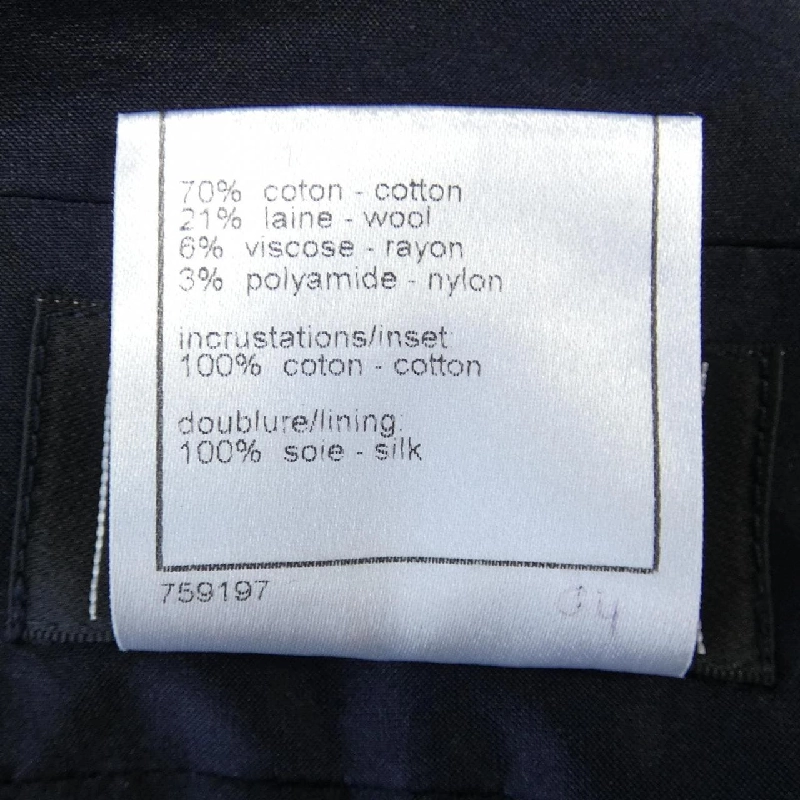 70% coton - cotton
21% laine - wool
6% viscose - rayon
3% polyamide - nylon
incrustations/inset:
100% coton - cotton
doublure/lining:
100% soie - silk
759197